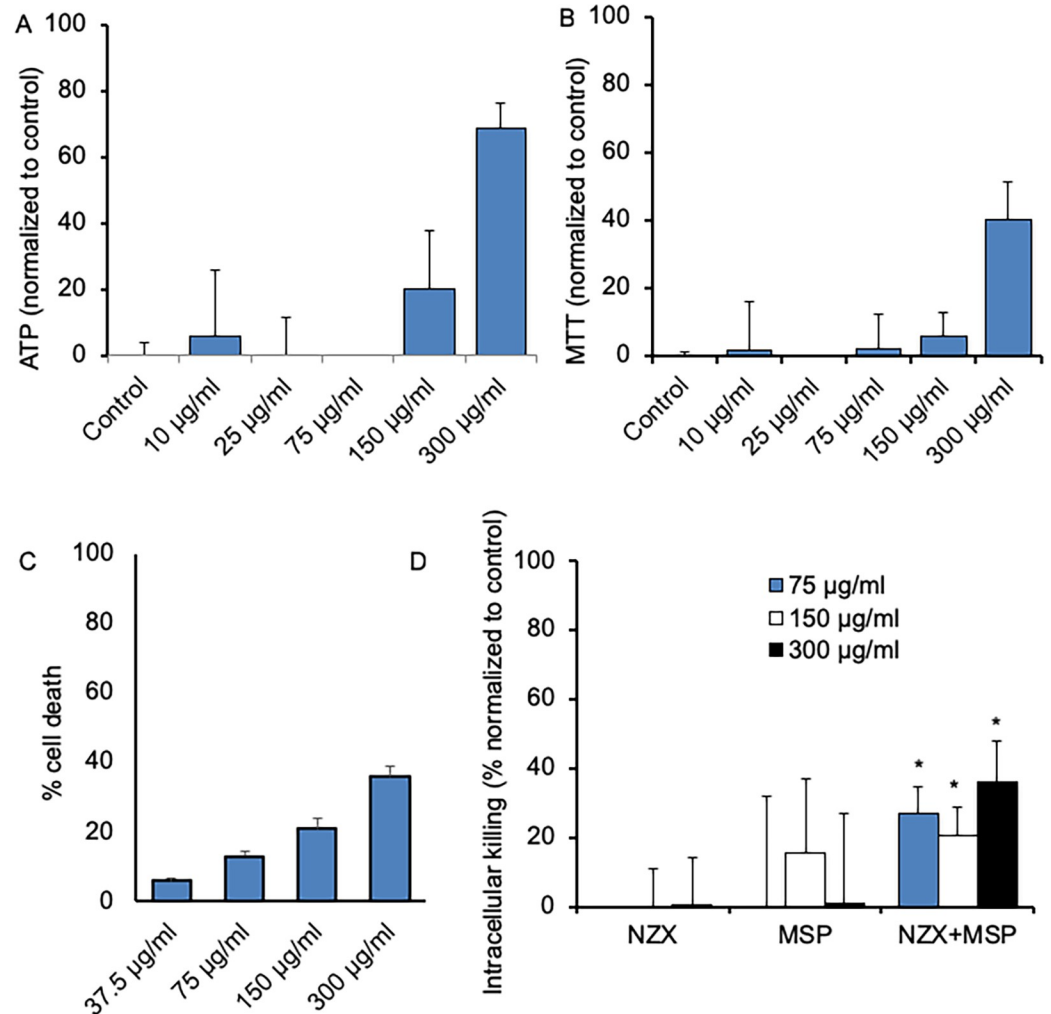 A
ATP (normalized to control)
100
80
60
40
20
0
Control
10 µg/ml
25 µg/ml
75 µg/ml
150 µg/ml
300 µg/ml
B
MTT (normalized to control)
100
80
60
40
20
0
Control
10 µg/ml
25 µg/ml
75 µg/ml
150 µg/ml
300 µg/ml
C
% cell death
100
80
60
40
20
0
37.5 µg/ml
75 µg/ml
150 µg/ml
300 µg/ml
D
Intracellular killing (% normalized to control)
100
80
60
40
20
0
75 µg/ml
150 µg/ml
300 µg/ml
*
*
*
NZX
MSP
NZX+MSP